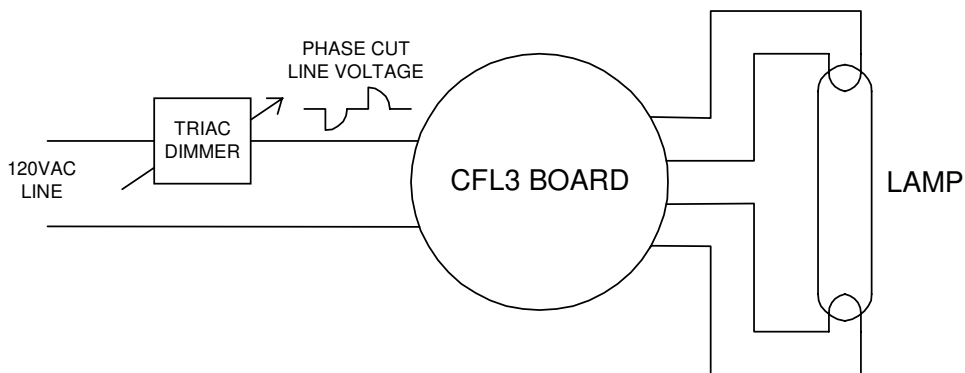 PHASE CUT
LINE VOLTAGE
TRIAC
DIMMER
120VAC
LINE
CFL3 BOARD
LAMP